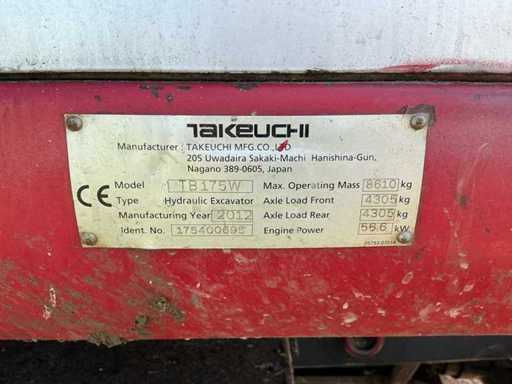 TAKEUCHI
Manufacturer : TAKEUCHI MFG.CO.,LTD
205 Uwadaira Sakaki-Machi Hanishina-Gun,
Nagano 389-0605, Japan
CE Model TB175W Max. Operating Mass 8610 kg
Type Hydraulic Excavator Axle Load Front 4305 kg
Manufacturing Year 2012 Axle Load Rear 4305 kg
Ident. No. 175400695 Engine Power 56.6 kW